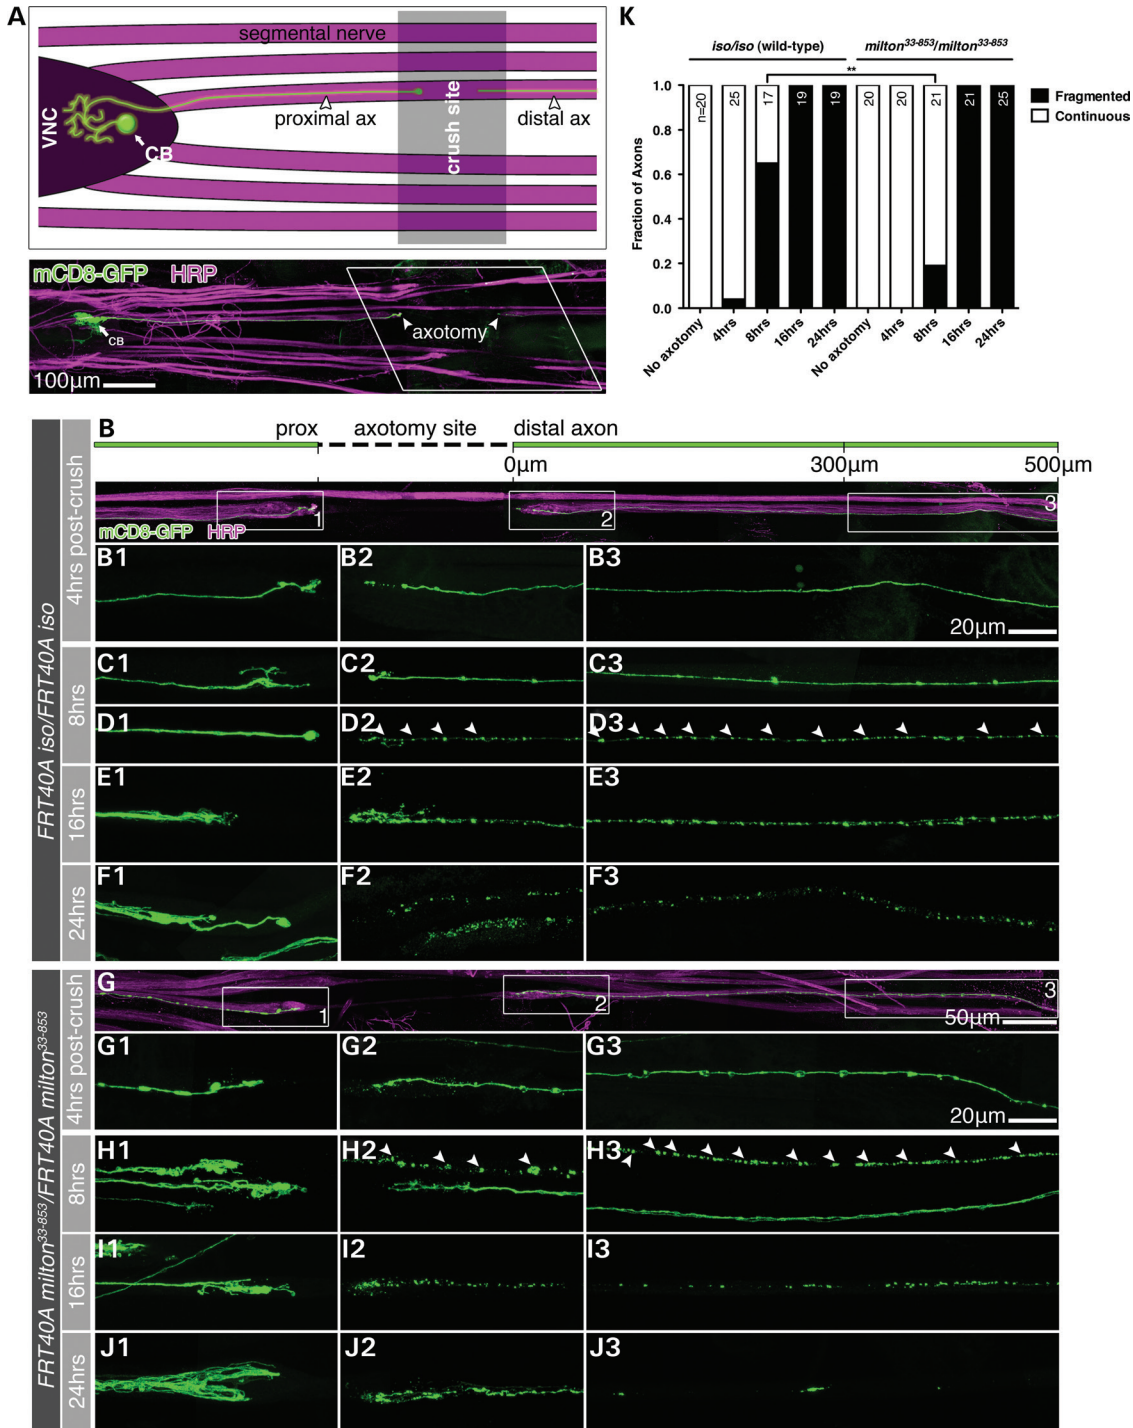 A
segmental nerve
VNC
CB
proximal ax
crush site
distal ax
mCD8-GFP HRP
CB
axotomy
100µm
K
iso/iso (wild-type)
milton33-853/milton33-853
**
Fraction of Axons
1.0
0.8
0.6
0.4
0.2
0.0
n=20
25
17
19
19
20
20
21
21
25
Fragmented
Continuous
No axotomy
4hrs
8hrs
16hrs
24hrs
No axotomy
4hrs
8hrs
16hrs
24hrs
FRT40A iso/FRT40A iso
4hrs post-crush
B
prox
axotomy site
distal axon
0µm
300µm
500µm
1
2
3
mCD8-GFP HRP
B1
B2
B3
20µm
8hrs
C1
C2
C3
D1
D2
D3
16hrs
E1
E2
E3
24hrs
F1
F2
F3
FRT40A milton33-853/FRT40A milton33-853
4hrs post-crush
G
1
2
3
50µm
G1
G2
G3
20µm
8hrs
H1
H2
H3
16hrs
I1
I2
I3
24hrs
J1
J2
J3